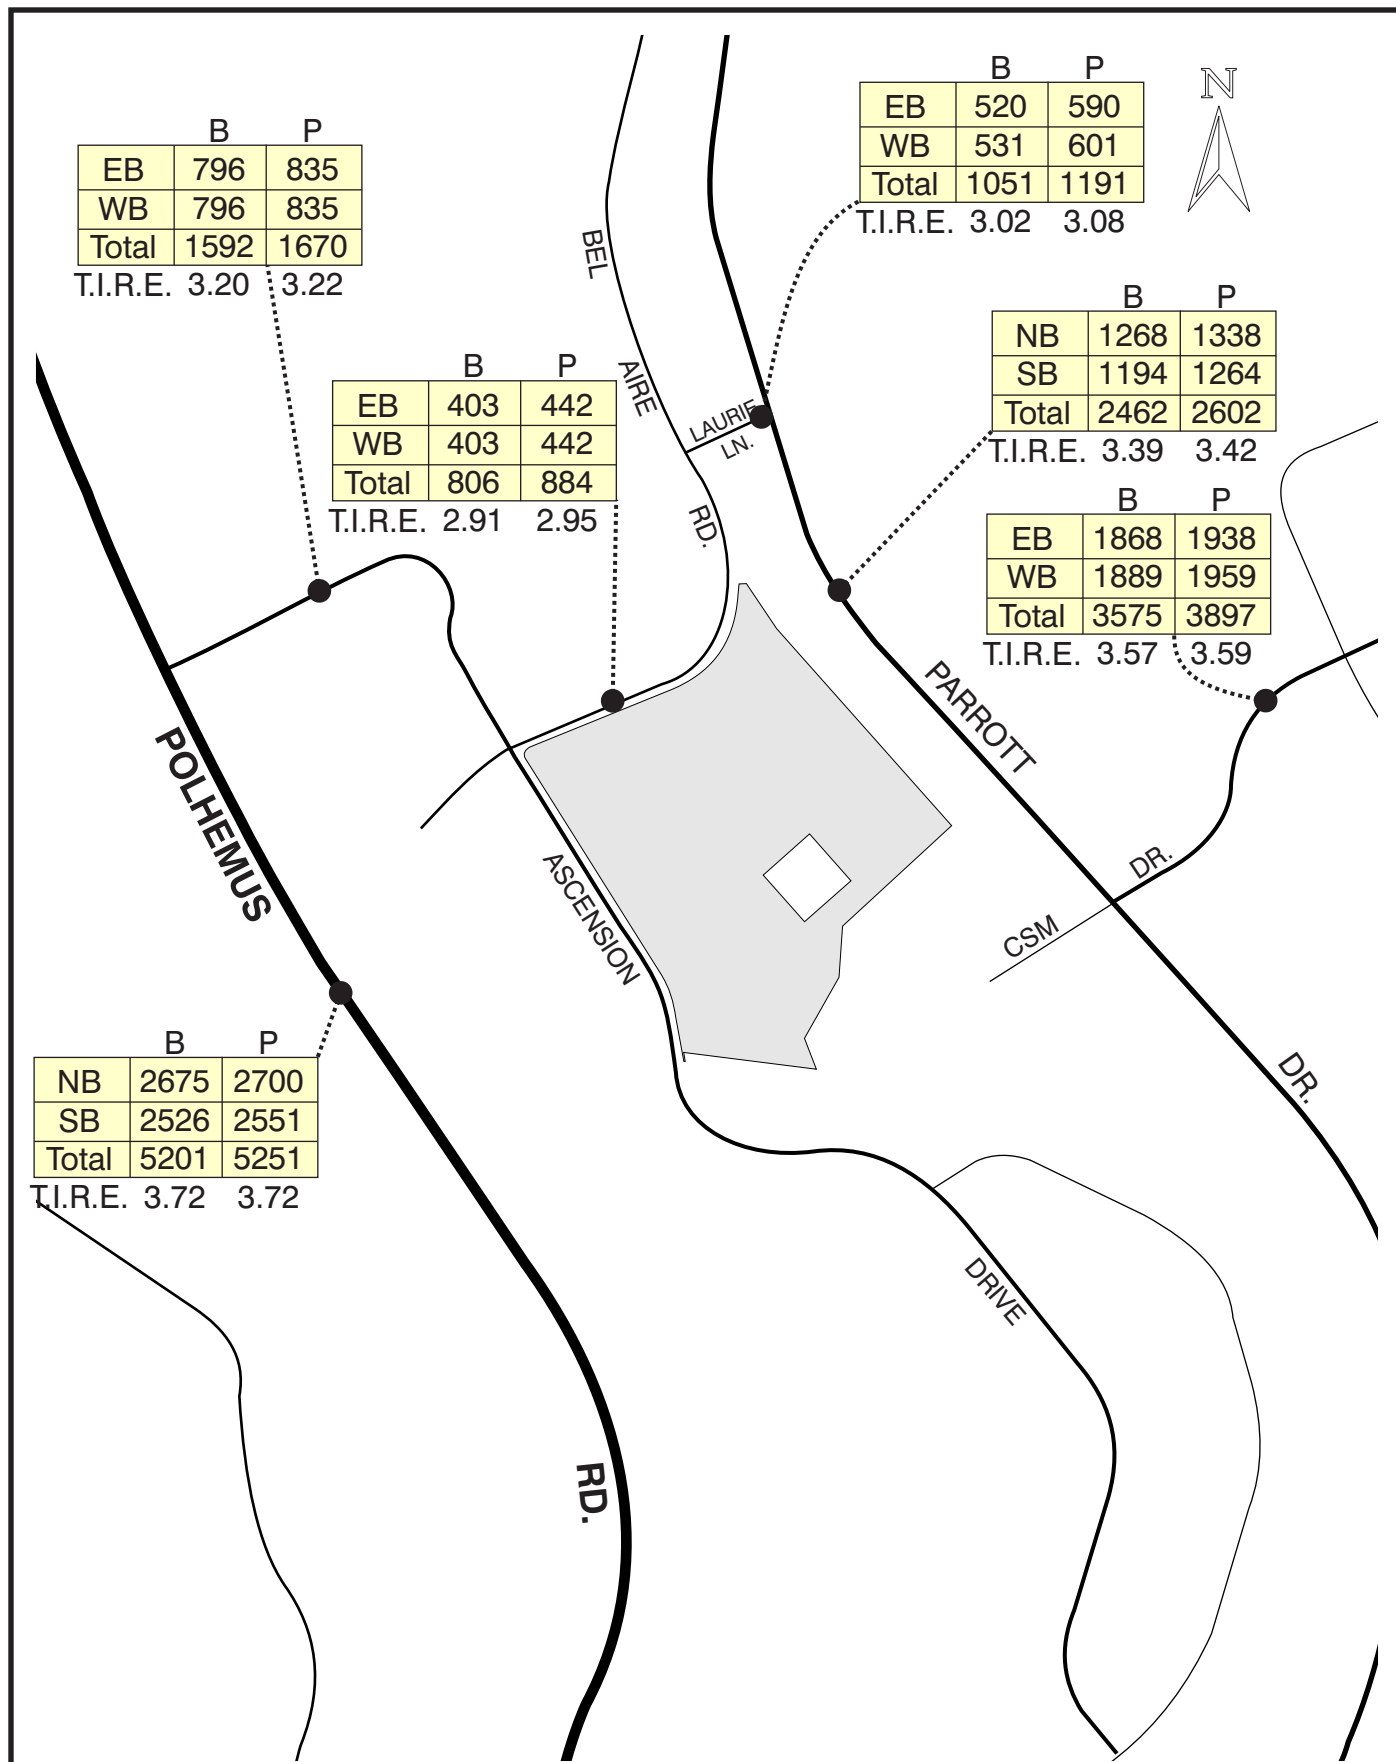 B P
EB 520 590
WB 531 601
Total 1051 1191
T.I.R.E. 3.02 3.08
N
B P
EB 796 835
WB 796 835
Total 1592 1670
T.I.R.E. 3.20 3.22
BEL
AIRE
RD.
B P
NB 1268 1338
SB 1194 1264
Total 2462 2602
T.I.R.E. 3.39 3.42
B P
EB 403 442
WB 403 442
Total 806 884
T.I.R.E. 2.91 2.95
LAURIE
LN.
B P
EB 1868 1938
WB 1889 1959
Total 3575 3897
T.I.R.E. 3.57 3.59
PARROTT
DR.
POLHEMUS
RD.
ASCENSION
DRIVE
CSM
DR.
B P
NB 2675 2700
SB 2526 2551
Total 5201 5251
T.I.R.E. 3.72 3.72